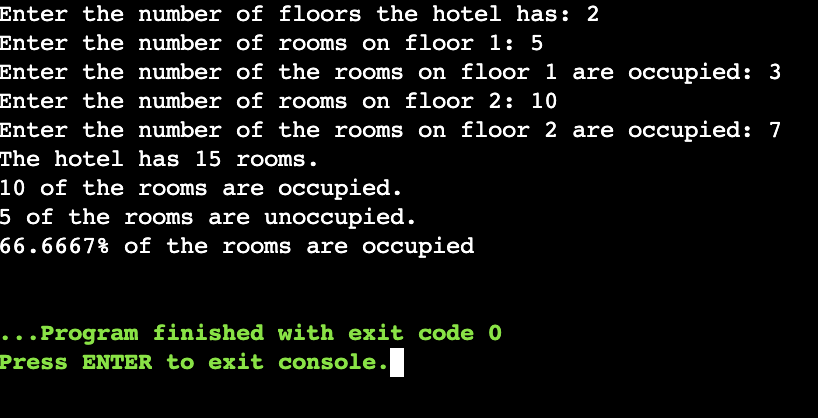 Enter the number of floors the hotel has: 2
Enter the number of rooms on floor 1: 5
Enter the number of the rooms on floor 1 are occupied: 3
Enter the number of rooms on floor 2: 10
Enter the number of the rooms on floor 2 are occupied: 7
The hotel has 15 rooms.
10 of the rooms are occupied.
5 of the rooms are unoccupied.
66.6667% of the rooms are occupied
...Program finished with exit code 0
Press ENTER to exit console.